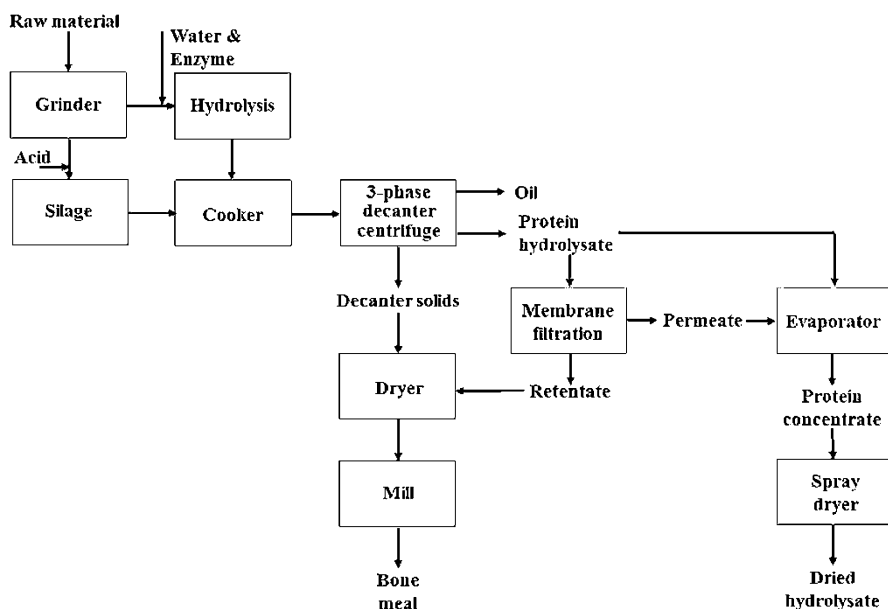 Raw material
Water &
Enzyme
Grinder
Hydrolysis
Acid
Silage
Cooker
3-phase
decanter
centrifuge
Oil
Protein
hydrolysate
Decanter solids
Membrane
filtration
Permeate
Evaporator
Dryer
Retentate
Protein
concentrate
Mill
Spray
dryer
Bone
meal
Dried
hydrolysate